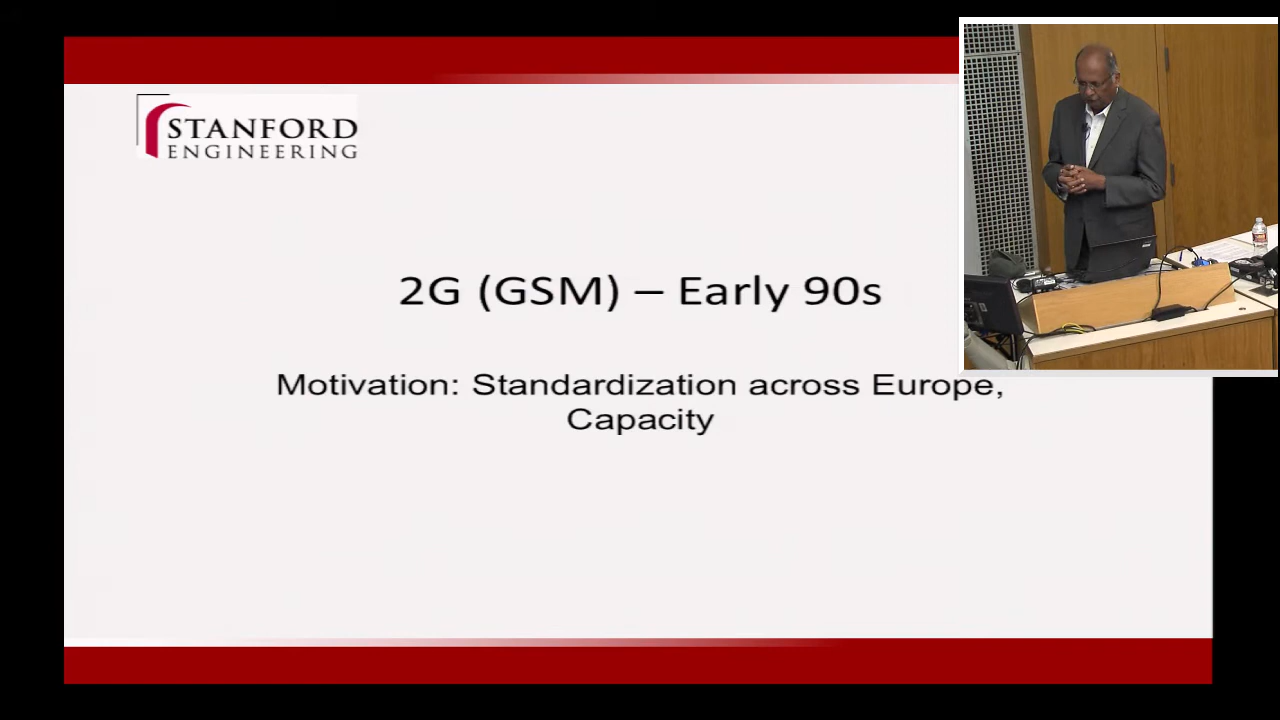 STANFORD
ENGINEERING
2G (GSM) – Early 90s
Motivation: Standardization across Europe,
Capacity